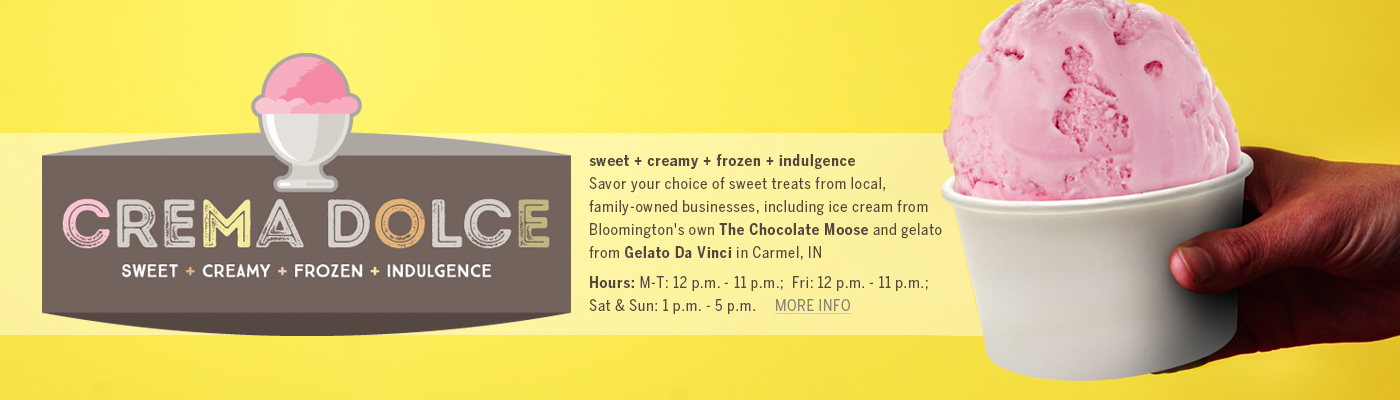 CREMA DOLCE
SWEET + CREAMY + FROZEN + INDULGENCE
sweet + creamy + frozen + indulgence
Savor your choice of sweet treats from local,
family-owned businesses, including ice cream from
Bloomington's own The Chocolate Moose and gelato
from Gelato Da Vinci in Carmel, IN
Hours: M-T: 12 p.m. - 11 p.m.; Fri: 12 p.m. - 11 p.m.;
Sat & Sun: 1 p.m. - 5 p.m. MORE INFO